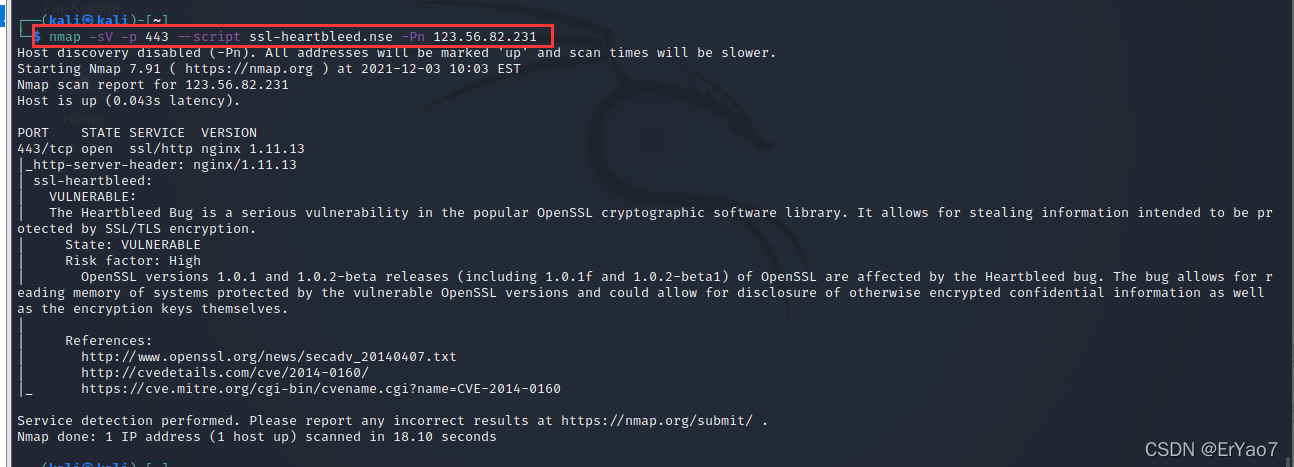 File System
┌──(kali㉿kali)-[~]
└─$ nmap -sV -p 443 --script ssl-heartbleed.nse -Pn 123.56.82.231
Host discovery disabled (-Pn). All addresses will be marked 'up' and scan times will be slower.
Starting Nmap 7.91 ( https://nmap.org ) at 2021-12-03 10:03 EST
Nmap scan report for 123.56.82.231
Host is up (0.043s latency).
Home
PORT    STATE SERVICE  VERSION
443/tcp open  ssl/http nginx 1.11.13
|_http-server-header: nginx/1.11.13
| ssl-heartbleed:
|   VULNERABLE:
|   The Heartbleed Bug is a serious vulnerability in the popular OpenSSL cryptographic software library. It allows for stealing information intended to be pr
otected by SSL/TLS encryption.
|     State: VULNERABLE
|     Risk factor: High
|       OpenSSL versions 1.0.1 and 1.0.2-beta releases (including 1.0.1f and 1.0.2-beta1) of OpenSSL are affected by the Heartbleed bug. The bug allows for r
eading memory of systems protected by the vulnerable OpenSSL versions and could allow for disclosure of otherwise encrypted confidential information as well
as the encryption keys themselves.
|
|     References:
|       http://www.openssl.org/news/secadv_20140407.txt
|       http://cvedetails.com/cve/2014-0160/
|_      https://cve.mitre.org/cgi-bin/cvename.cgi?name=CVE-2014-0160
Service detection performed. Please report any incorrect results at https://nmap.org/submit/ .
Nmap done: 1 IP address (1 host up) scanned in 18.10 seconds
(kali㉿kali)-[~]
CSDN @ErYao7